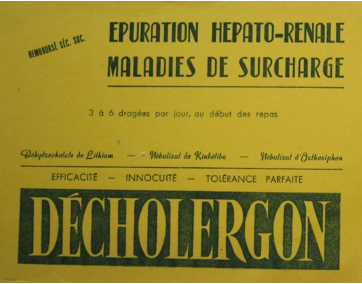 EPURATION HEPATO-RENALE
REMBOURSÉ SÉC. SOC.
MALADIES DE SURCHARGE
3 à 6 dragées par jour, au début des repas
Déhydrocholate de Lithium — Nébulisat de Kinkéliba — Nébulisat d'Orthosiphon
EFFICACITÉ — INNOCUITÉ — TOLÉRANCE PARFAITE
DÉCHOLERGON